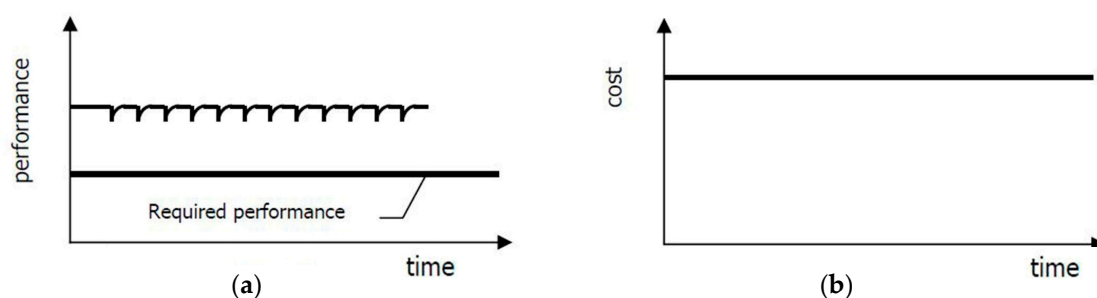 performance
Required performance
time
(a)
cost
time
(b)